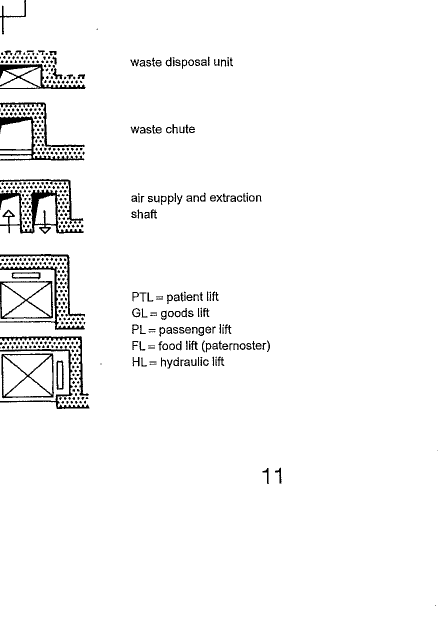 waste disposal unit
waste chute
air supply and extraction
shaft
PTL = patient lift
GL = goods lift
PL = passenger lift
FL = food lift (paternoster)
HL = hydraulic lift
11